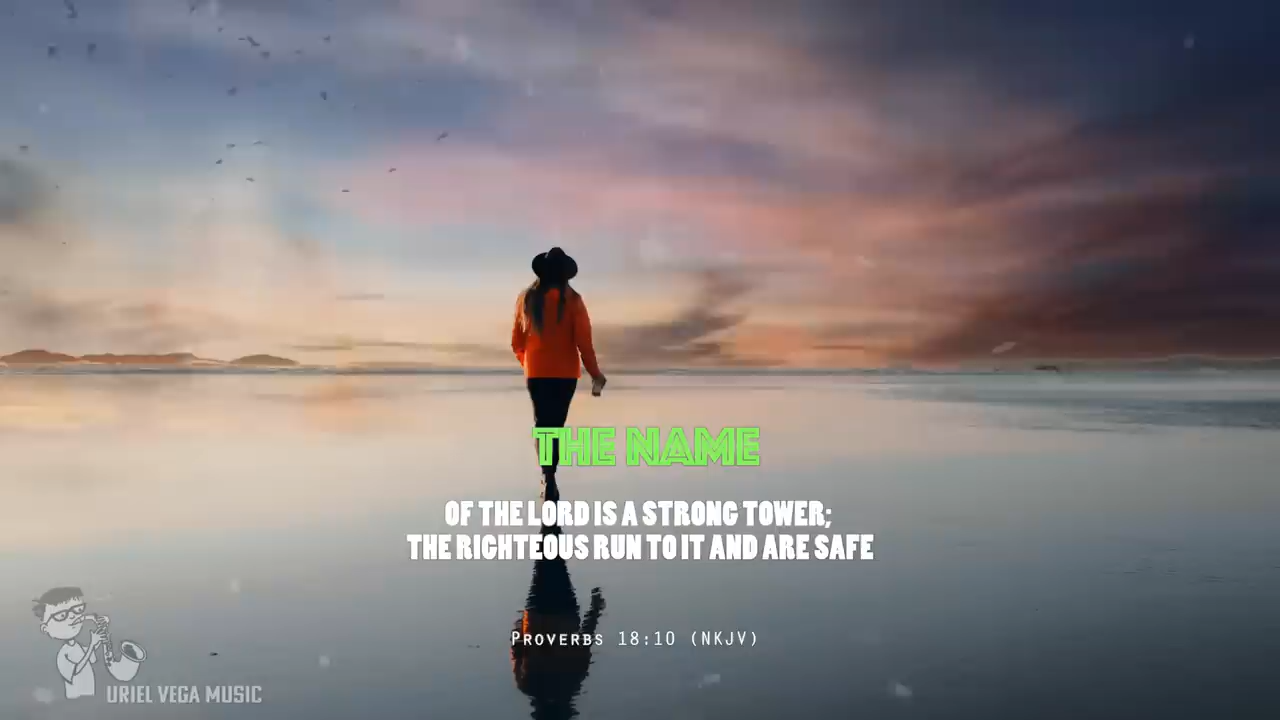 THE NAME
OF THE LORD IS A STRONG TOWER;
THE RIGHTEOUS RUN TO IT AND ARE SAFE
Proverbs 18:10 (NKJV)
URIEL VEGA MUSIC